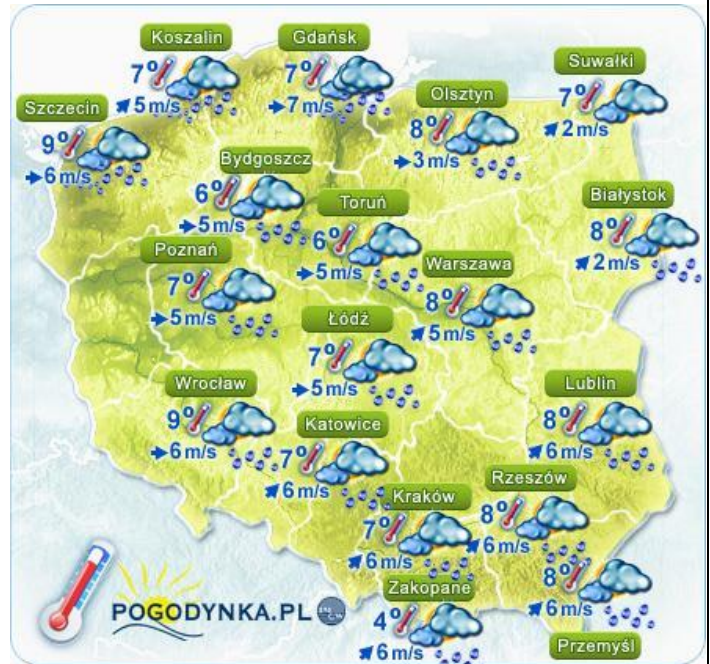 Koszalin
7°
5 m/s
Gdańsk
7°
7 m/s
Suwałki
7°
2 m/s
Szczecin
9°
6 m/s
Olsztyn
8°
3 m/s
Bydgoszcz
6°
5 m/s
Toruń
6°
5 m/s
Białystok
8°
2 m/s
Poznań
7°
5 m/s
Warszawa
8°
5 m/s
Łódź
7°
5 m/s
Wrocław
9°
6 m/s
Katowice
7°
6 m/s
Lublin
8°
6 m/s
Kraków
7°
6 m/s
Rzeszów
8°
6 m/s
Zakopane
4°
6 m/s
8°
6 m/s
Przemyśl
POGODYNKA.PL